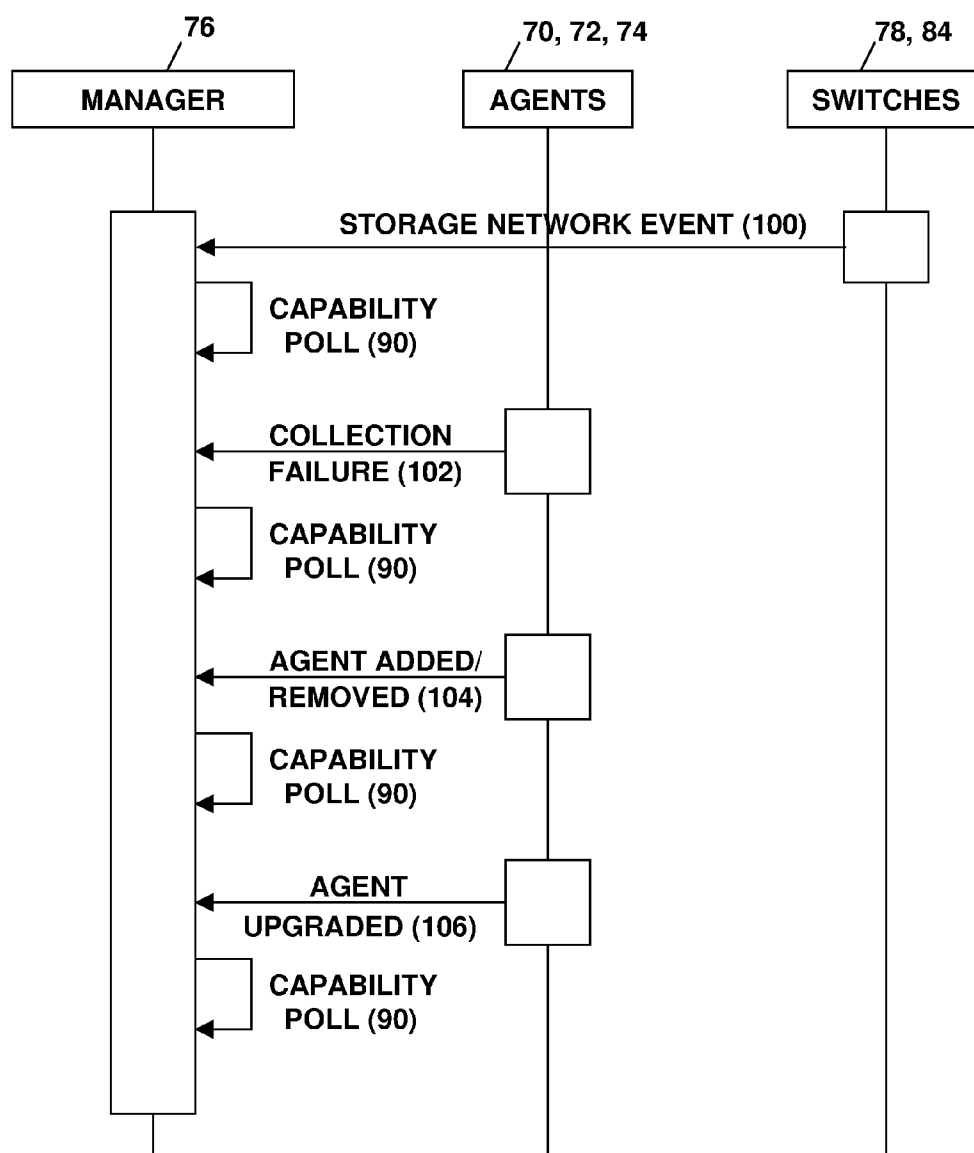 76
70, 72, 74
78, 84
MANAGER
AGENTS
SWITCHES
STORAGE NETWORK EVENT (100)
CAPABILITY
POLL (90)
COLLECTION
FAILURE (102)
CAPABILITY
POLL (90)
AGENT ADDED/
REMOVED (104)
CAPABILITY
POLL (90)
AGENT
UPGRADED (106)
CAPABILITY
POLL (90)